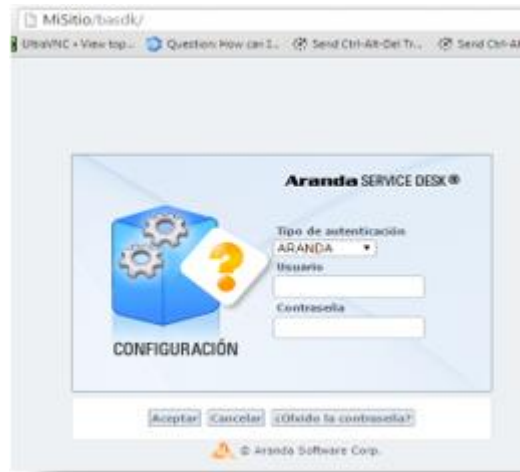 MiSitio/basdk/
UltraVNC • View top... Question: How can I... Send Ctrl-Alt-Del Tr... Send Ctrl-Al
Aranda SERVICE DESK ®
Tipo de autenticación
ARANDA
Usuario
Contraseña
CONFIGURACIÓN
Aceptar Cancelar ¿Olvido la contraseña?
© Aranda Software Corp.